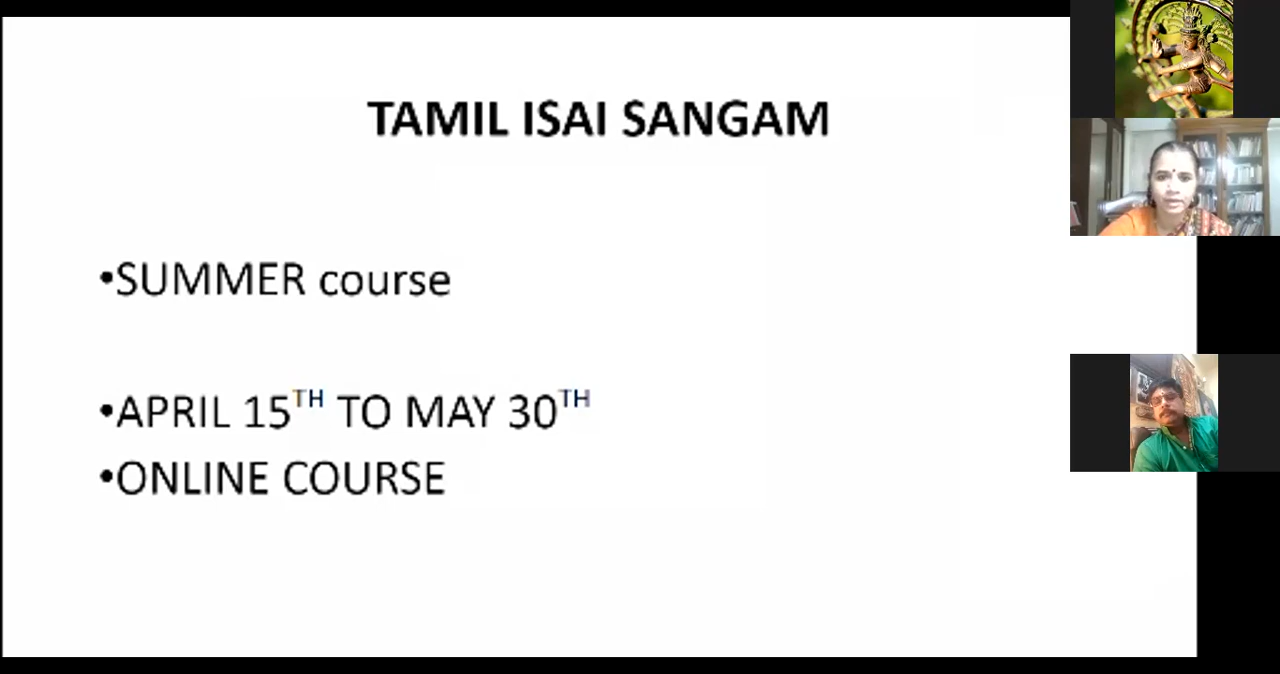 TAMIL ISAI SANGAM
•SUMMER course
•APRIL 15TH TO MAY 30TH
•ONLINE COURSE